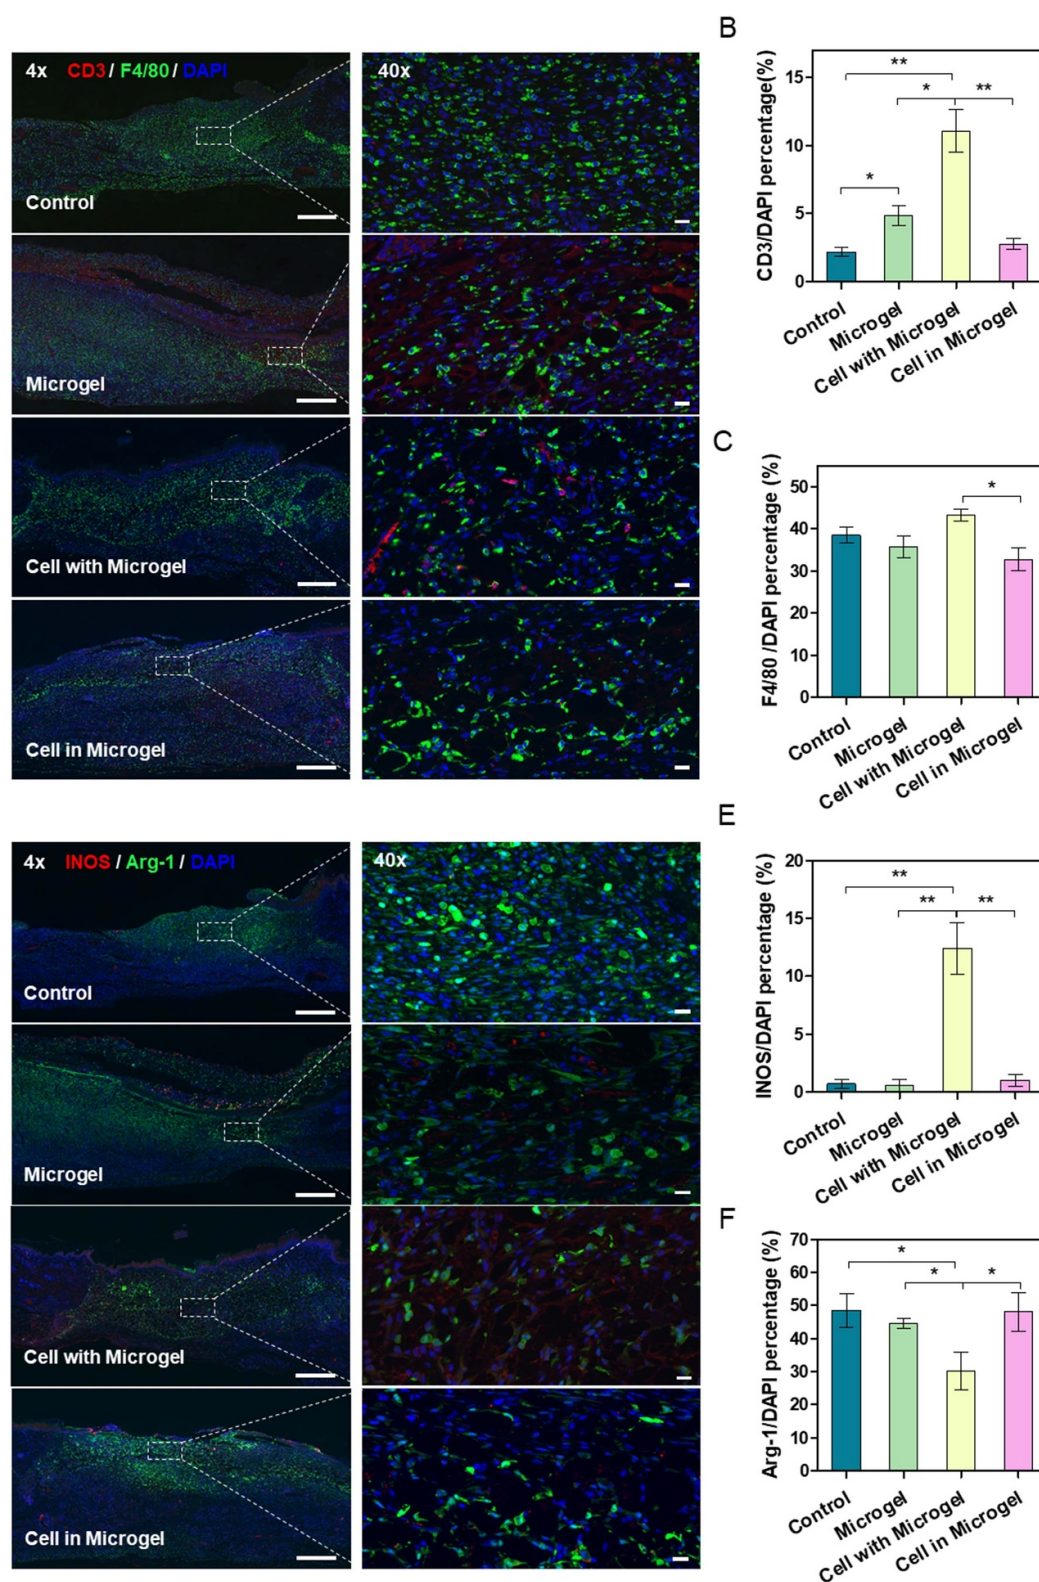 4x CD3 / F4/80 / DAPI
40x
Control
Microgel
Cell with Microgel
Cell in Microgel
B
CD3/DAPI percentage(%)
15
10
5
0
**
*
**
*
Control
Microgel
Cell with Microgel
Cell in Microgel
C
F4/80 /DAPI percentage (%)
50
40
30
20
10
0
*
Control
Microgel
Cell with Microgel
Cell in Microgel
4x INOS / Arg-1 / DAPI
40x
Control
Microgel
Cell with Microgel
Cell in Microgel
E
INOS/DAPI percentage (%)
20
15
10
5
0
**
**
**
Control
Microgel
Cell with Microgel
Cell in Microgel
F
Arg-1/DAPI percentage (%)
70
60
50
40
30
20
10
0
*
*
*
Control
Microgel
Cell with Microgel
Cell in Microgel